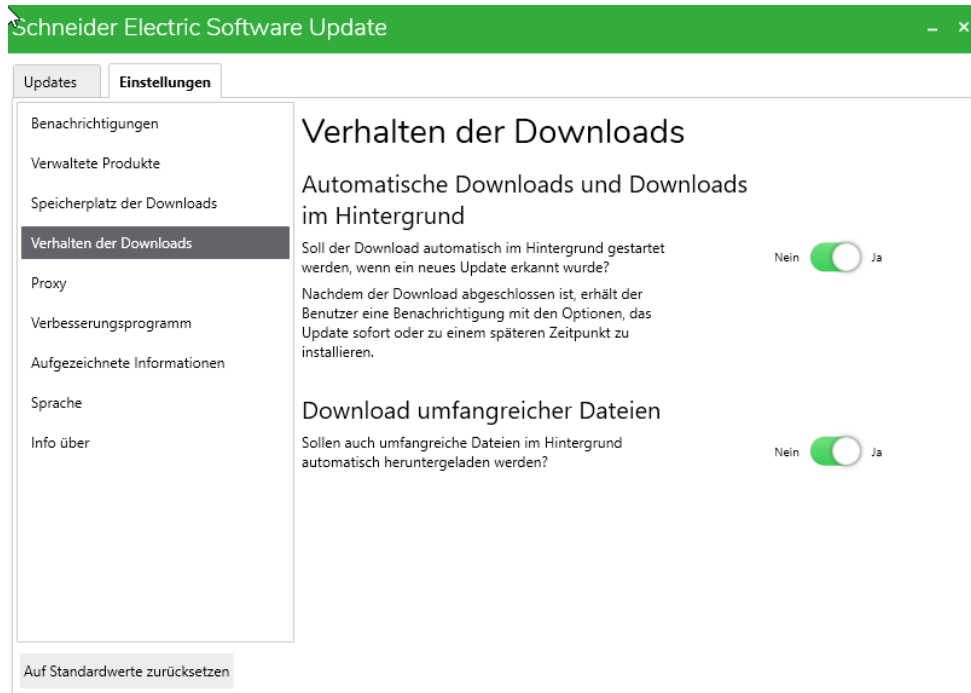 Schneider Electric Software Update
Updates
Einstellungen
Benachrichtigungen
Verwaltete Produkte
Speicherplatz der Downloads
Verhalten der Downloads
Proxy
Verbesserungsprogramm
Aufgezeichnete Informationen
Sprache
Info über
Auf Standardwerte zurücksetzen
Verhalten der Downloads
Automatische Downloads und Downloads
im Hintergrund
Soll der Download automatisch im Hintergrund gestartet
werden, wenn ein neues Update erkannt wurde?
Nein
Ja
Nachdem der Download abgeschlossen ist, erhält der
Benutzer eine Benachrichtigung mit den Optionen, das
Update sofort oder zu einem späteren Zeitpunkt zu
installieren.
Download umfangreicher Dateien
Sollen auch umfangreiche Dateien im Hintergrund
automatisch heruntergeladen werden?
Nein
Ja